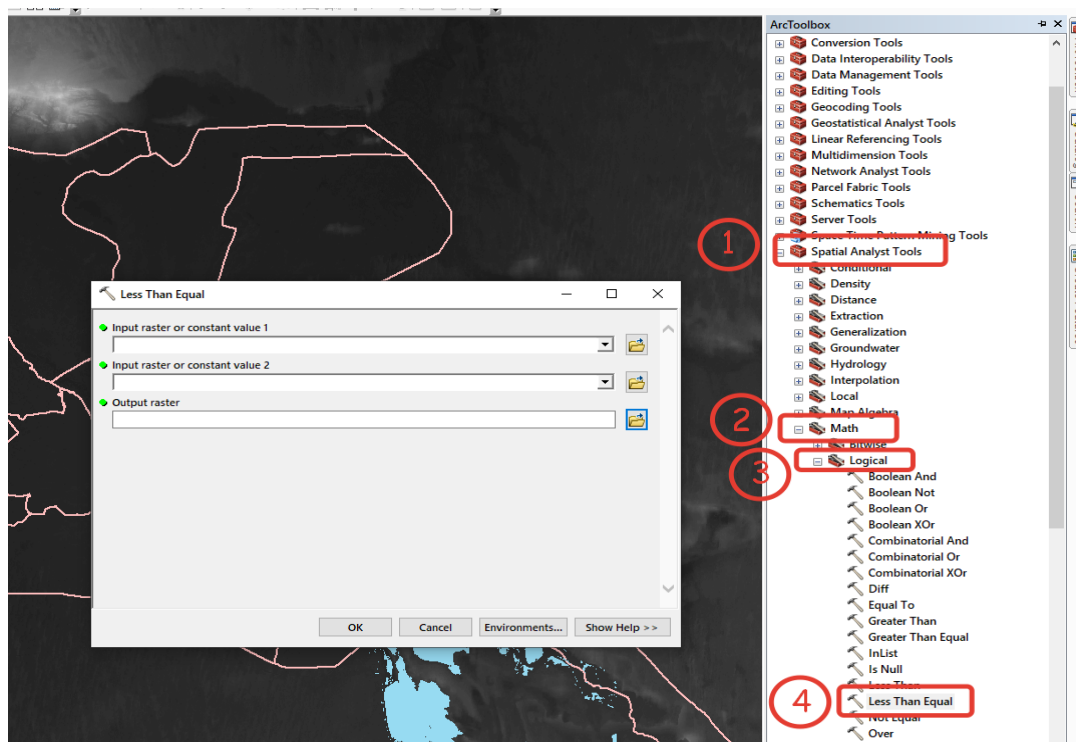 ArcToolbox
Conversion Tools
Data Interoperability Tools
Data Management Tools
Editing Tools
Geocoding Tools
Geostatistical Analyst Tools
Linear Referencing Tools
Multidimension Tools
Network Analyst Tools
Parcel Fabric Tools
Schematics Tools
Server Tools
Space Time Pattern Mining Tools
1
Spatial Analyst Tools
Conditional
Density
Distance
Extraction
Generalization
Groundwater
Hydrology
Interpolation
Local
Map Algebra
2
Math
Bitwise
3
Logical
Boolean And
Boolean Not
Boolean Or
Boolean XOr
Combinatorial And
Combinatorial Or
Combinatorial XOr
Diff
Equal To
Greater Than
Greater Than Equal
InList
Is Null
Less Than
4
Less Than Equal
Not Equal
Over
Less Than Equal
Input raster or constant value 1
Input raster or constant value 2
Output raster
OK Cancel Environments... Show Help >>